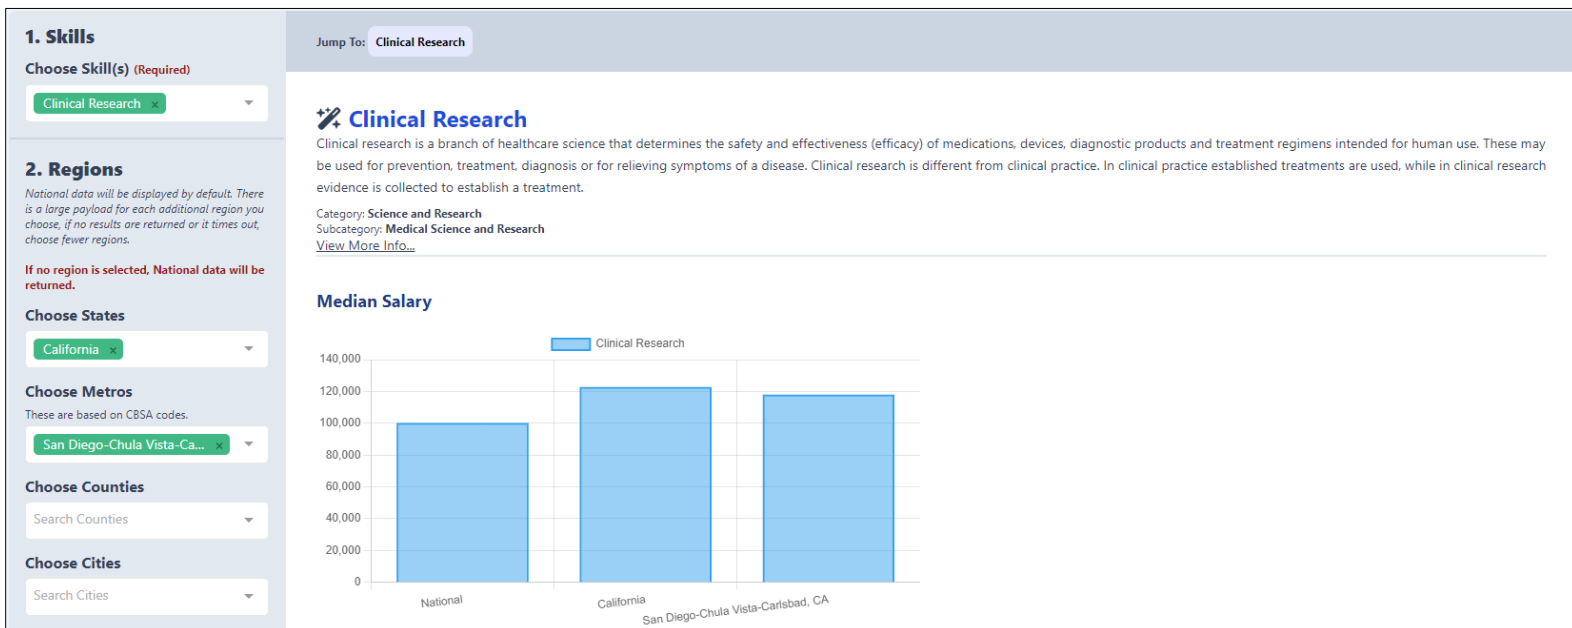 1. Skills
Choose Skill(s) (Required)
Clinical Research ×
2. Regions
National data will be displayed by default. There
is a large payload for each additional region you
choose, if no results are returned or it times out,
choose fewer regions.
If no region is selected, National data will be
returned.
Choose States
California ×
Choose Metros
These are based on CBSA codes.
San Diego-Chula Vista-Ca... ×
Choose Counties
Search Counties
Choose Cities
Search Cities
Jump To: Clinical Research
Clinical Research
Clinical research is a branch of healthcare science that determines the safety and effectiveness (efficacy) of medications, devices, diagnostic products and treatment regimens intended for human use. These may
be used for prevention, treatment, diagnosis or for relieving symptoms of a disease. Clinical research is different from clinical practice. In clinical practice established treatments are used, while in clinical research
evidence is collected to establish a treatment.
Category: Science and Research
Subcategory: Medical Science and Research
View More Info...
Median Salary
Clinical Research
140,000
120,000
100,000
80,000
60,000
40,000
20,000
0
National
California
San Diego-Chula Vista-Carlsbad, CA